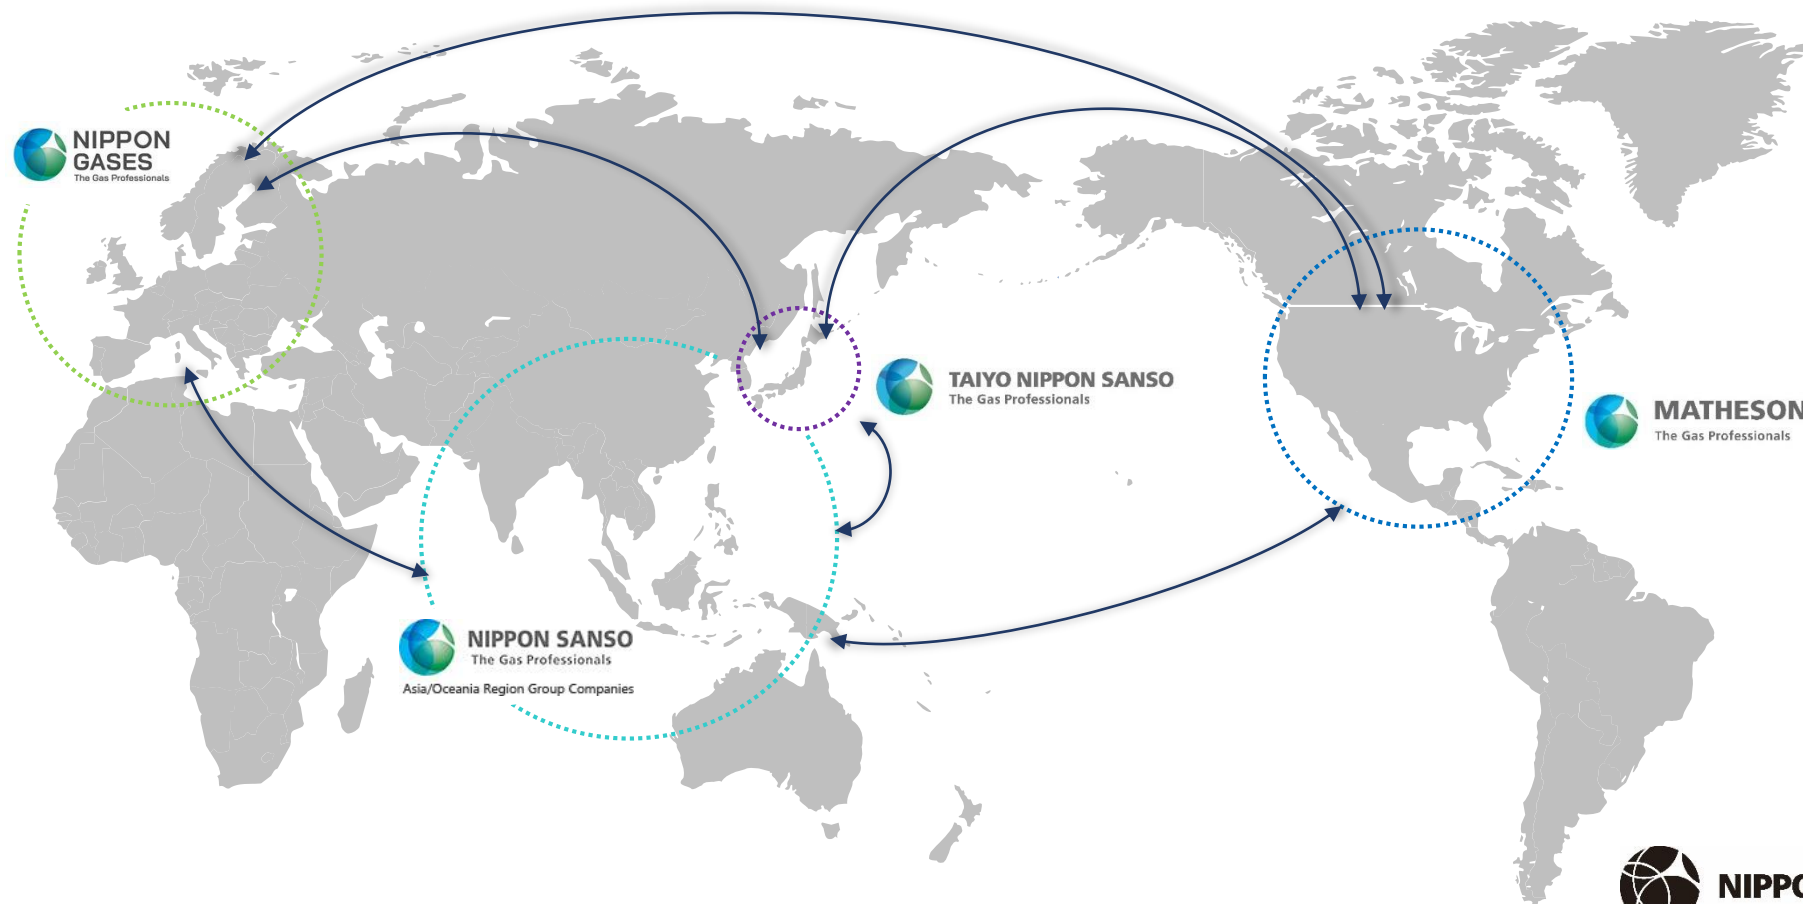 NIPPON
GASES
The Gas Professionals
TAIYO NIPPON SANSO
The Gas Professionals
MATHESON
The Gas Professionals
NIPPON SANSO
The Gas Professionals
Asia/Oceania Region Group Companies